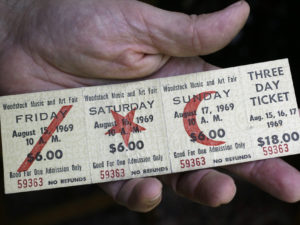 Woodstock Music and Art Fair
FRIDAY
August 15, 1969
10 A. M.
$6.00
Good For One Admission Only
59363 NO REFUNDS
Woodstock Music and Art Fair
SATURDAY
August 16, 1969
10 A. M.
$6.00
Good For One Admission Only
59363 NO REFUNDS
Woodstock Music and Art Fair
SUNDAY
August 17, 1969
10 A. M.
$6.00
Good For One Admission Only
59363 NO REFUNDS
THREE
DAY
TICKET
Aug. 15, 16, 17
1969
$18.00
59363